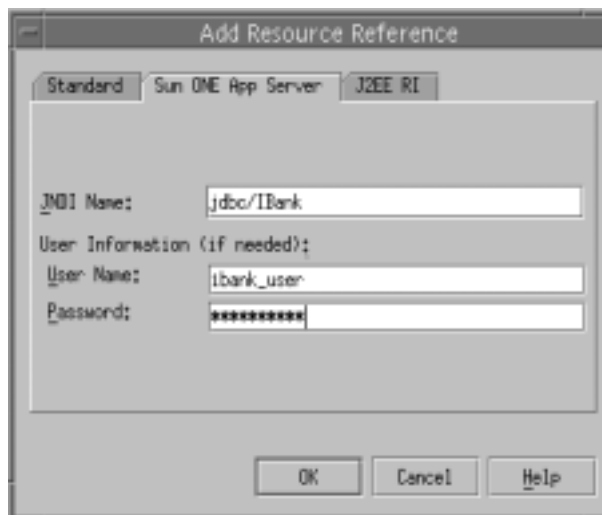 Add Resource Reference
Standard Sun ONE App Server J2EE RI
JNDI Name: jdbc/IBank
User Information (if needed):
User Name: ibank_user
Password: **********
OK Cancel Help